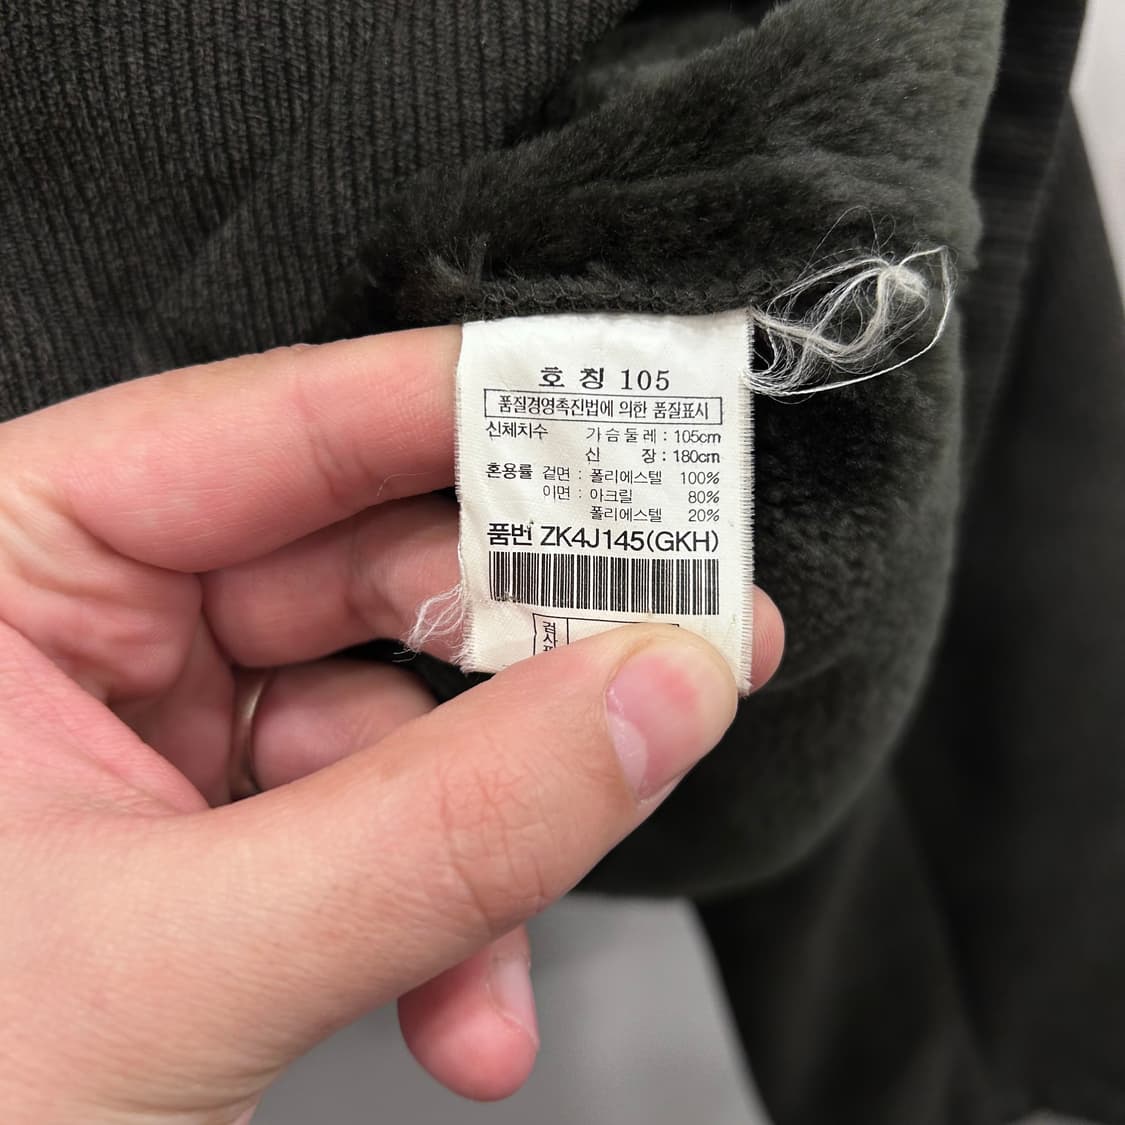 호 칭 105
품질경영촉진법에 의한 품질표시
신체치수 가슴둘레 : 105cm
신 장 : 180cm
혼용률 겉면 : 폴리에스텔 100%
이면 : 아크릴 80%
폴리에스텔 20%
품번 ZK4J145(GKH)
검
사